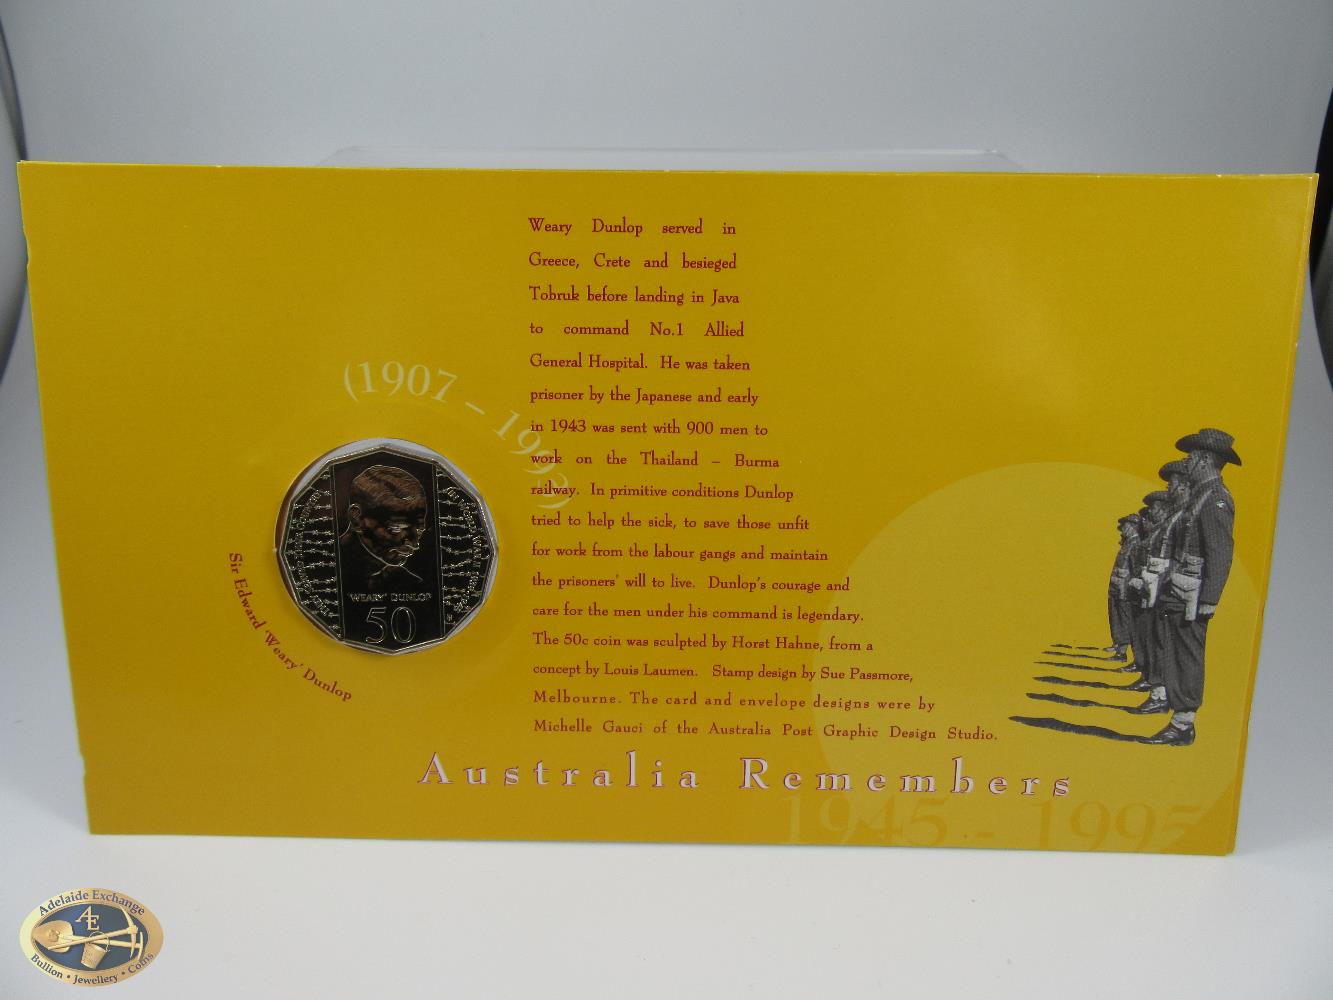 Weary Dunlop served in
Greece, Crete and besieged
Tobruk before landing in Java
to command No.1 Allied
General Hospital. He was taken
prisoner by the Japanese and early
in 1943 was sent with 900 men to
work on the Thailand – Burma
railway. In primitive conditions Dunlop
tried to help the sick, to save those unfit
for work from the labour gangs and maintain
the prisoners' will to live. Dunlop's courage and
care for the men under his command is legendary.
The 50c coin was sculpted by Horst Hahne, from a
concept by Louis Laumen. Stamp design by Sue Passmore,
Melbourne. The card and envelope designs were by
Michelle Gauci of the Australia Post Graphic Design Studio.
(1907 – 1993)
'WEARY' DUNLOP
50
Sir Edward 'Weary' Dunlop
Australia Remembers
1945 - 1995
Adelaide Exchange
AE
Bullion • Jewellery • Coins